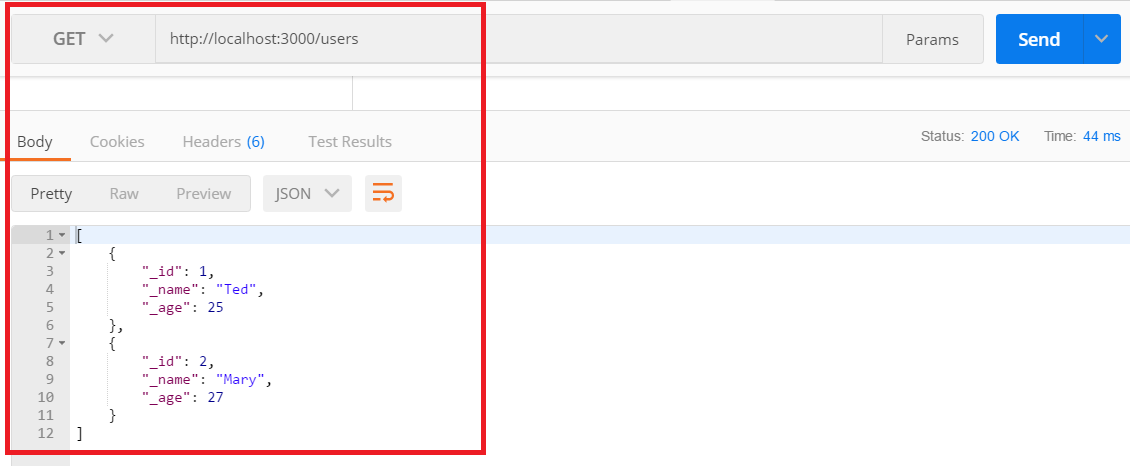 GET http://localhost:3000/users Params Send
Body Cookies Headers (6) Test Results Status: 200 OK Time: 44 ms
Pretty Raw Preview JSON
1 [
2 {
3 "_id": 1,
4 "_name": "Ted",
5 "_age": 25
6 },
7 {
8 "_id": 2,
9 "_name": "Mary",
10 "_age": 27
11 }
12 ]